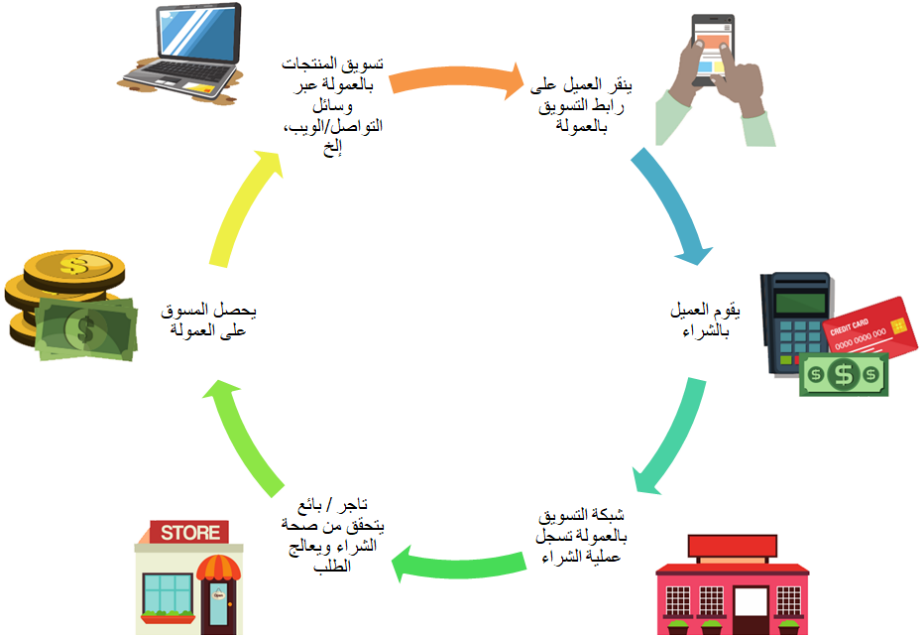 تسويق المنتجات
بالعمولة عبر
وسائل
التواصل/الويب،
إلخ
ينقر العميل على
رابط التسويق
بالعمولة
يقوم العميل
بالشراء
CREDIT CARD
0000 0000 000
شبكة التسويق
بالعمولة تسجل
عملية الشراء
تاجر / بائع
يتحقق من صحة
الشراء ويعالج
الطلب
STORE
يحصل المسوق
على العمولة